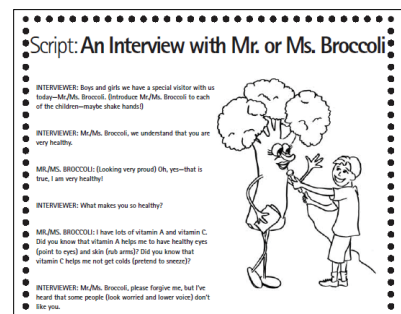 Script: An Interview with Mr. or Ms. Broccoli
INTERVIEWER: Boys and girls we have a special visitor with us
today—Mr./Ms. Broccoli. (Introduce Mr./Ms. Broccoli to each
of the children—maybe shake hands!)
INTERVIEWER: Mr./Ms. Broccoli, we understand that you are
very healthy.
MR./MS. BROCCOLI: (Looking very proud) Oh, yes—that is
true, I am very healthy!
INTERVIEWER: What makes you so healthy?
MR./MS. BROCCOLI: I have lots of vitamin A and vitamin C.
Did you know that vitamin A helps me to have healthy eyes
(point to eyes) and skin (rub arms)? Did you know that
vitamin C helps me not get colds (pretend to sneeze)?
INTERVIEWER: Mr./Ms. Broccoli, please forgive me, but I've
heard that some people (look worried and lower voice) don't
like you.